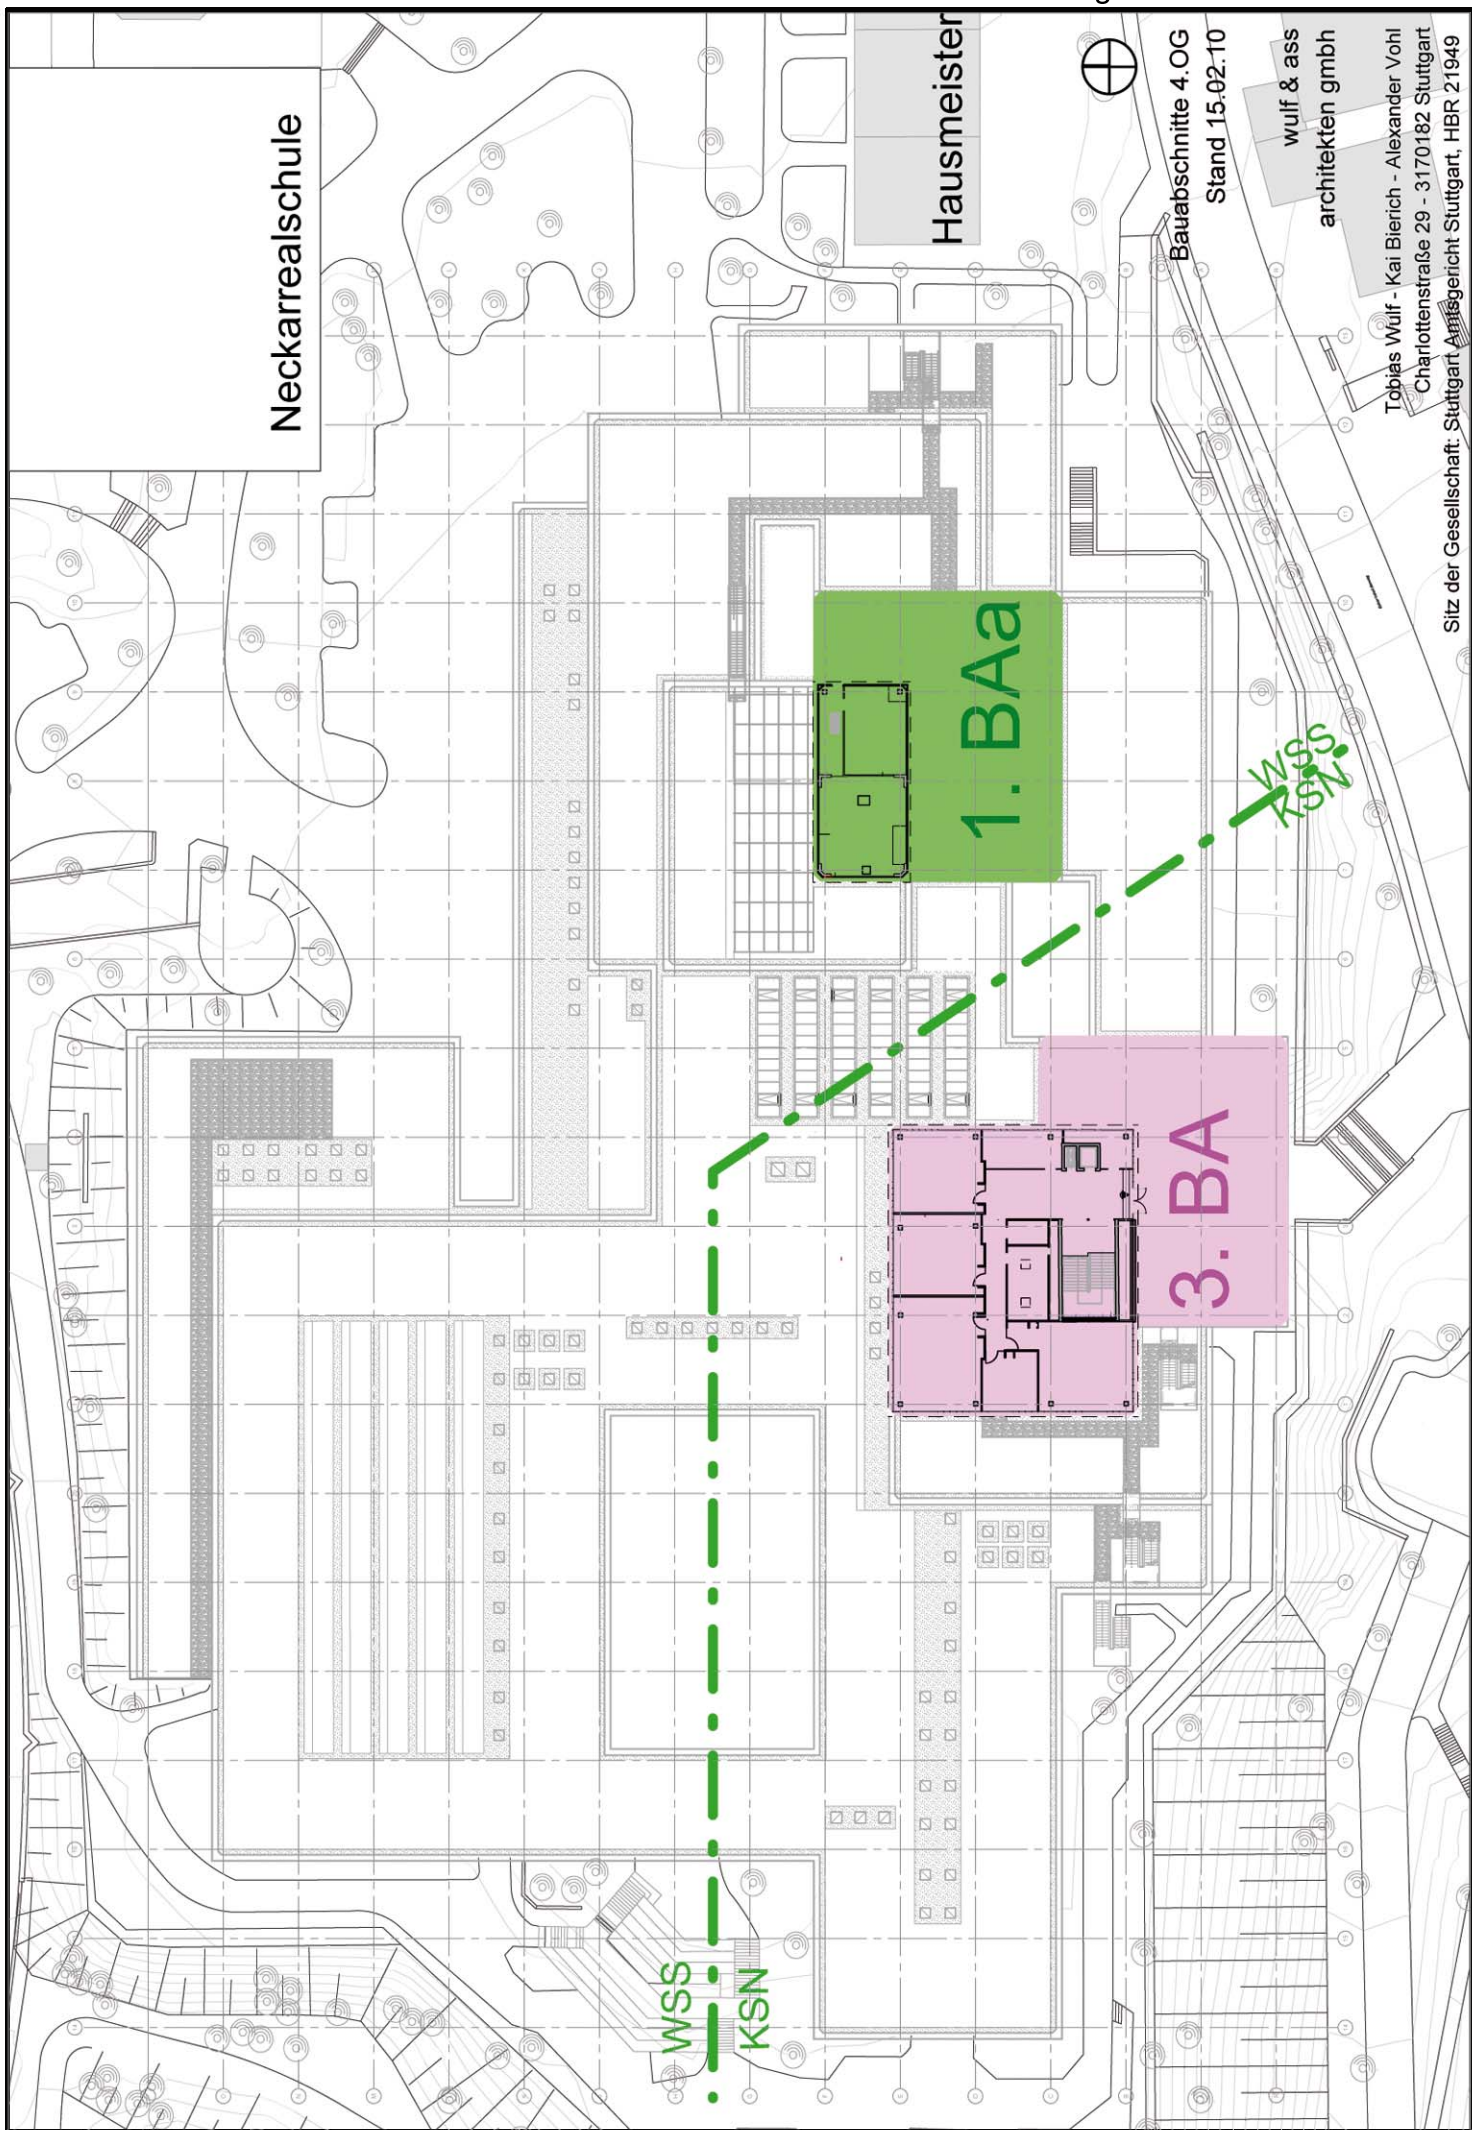 g
Neckarrealschule
Hausmeister
Bauabschnitte 4.OG
Stand 15.02.10
wulf & ass
architekten gmbh
Tobias Wulf - Kai Bierich - Alexander Vohl
Charlottenstraße 29 - 3170182 Stuttgart
Sitz der Gesellschaft: Stuttgart Amtsgericht Stuttgart, HBR 21949
1. BAa
WSS
KSN
3. BA
WSS
KSN